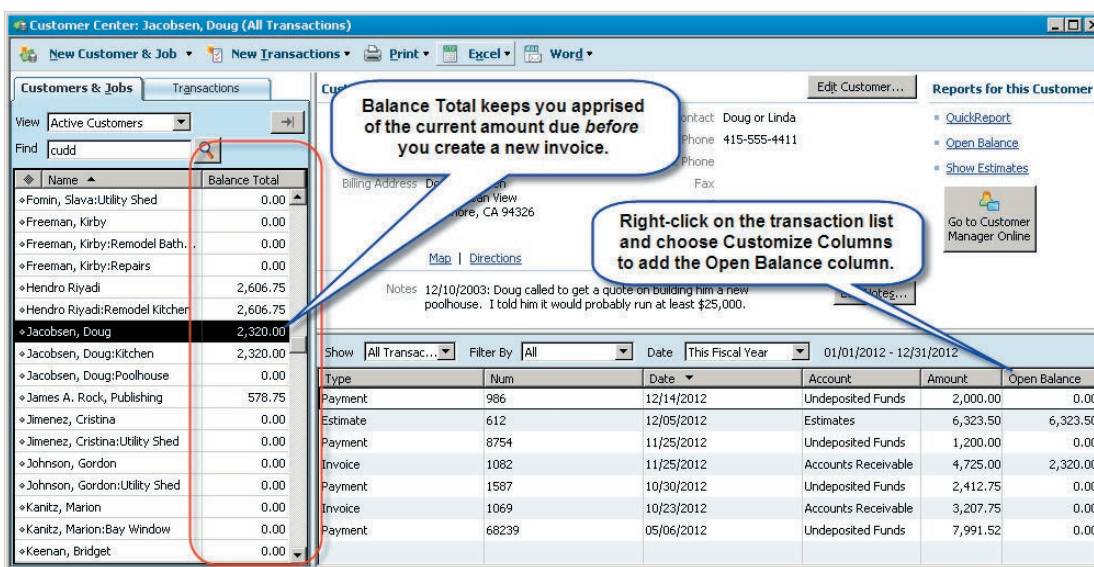 Customer Center: Jacobsen, Doug (All Transactions)
New Customer & Job New Transactions Print Excel Word
Customers & Jobs Transactions
View Active Customers
Find cudd
Name Balance Total
Fomin, Slava:Utility Shed 0.00
Freeman, Kirby 0.00
Freeman, Kirby:Remodel Bath... 0.00
Freeman, Kirby:Repairs 0.00
Hendro Riyadi 2,606.75
Hendro Riyadi:Remodel Kitchen 2,606.75
Jacobsen, Doug 2,320.00
Jacobsen, Doug:Kitchen 2,320.00
Jacobsen, Doug:Poolhouse 0.00
James A. Rock, Publishing 578.75
Jimenez, Cristina 0.00
Jimenez, Cristina:Utility Shed 0.00
Johnson, Gordon 0.00
Johnson, Gordon:Utility Shed 0.00
Kanitz, Marion 0.00
Kanitz, Marion:Bay Window 0.00
Keenan, Bridget 0.00
Balance Total keeps you apprised
of the current amount due before
you create a new invoice.
Edit Customer...
Doug or Linda
Phone 415-555-4411
Phone
Fax
Billing Address
View
CA 94326
Map | Directions
Notes 12/10/2003: Doug called to get a quote on building him a new
poolhouse. I told him it would probably run at least $25,000.
Right-click on the transaction list
and choose Customize Columns
to add the Open Balance column.
Reports for this Customer
QuickReport
Open Balance
Show Estimates
Go to Customer
Manager Online
Show All Transac... Filter By All Date This Fiscal Year 01/01/2012 - 12/31/2012
Type Num Date Account Amount Open Balance
Payment 986 12/14/2012 Undeposited Funds 2,000.00 0.00
Estimate 612 12/05/2012 Estimates 6,323.50 6,323.50
Payment 8754 11/25/2012 Undeposited Funds 1,200.00 0.00
Invoice 1082 11/25/2012 Accounts Receivable 4,725.00 2,320.00
Payment 1587 10/30/2012 Undeposited Funds 2,412.75 0.00
Invoice 1069 10/23/2012 Accounts Receivable 3,207.75 0.00
Payment 68239 05/06/2012 Undeposited Funds 7,991.52 0.00